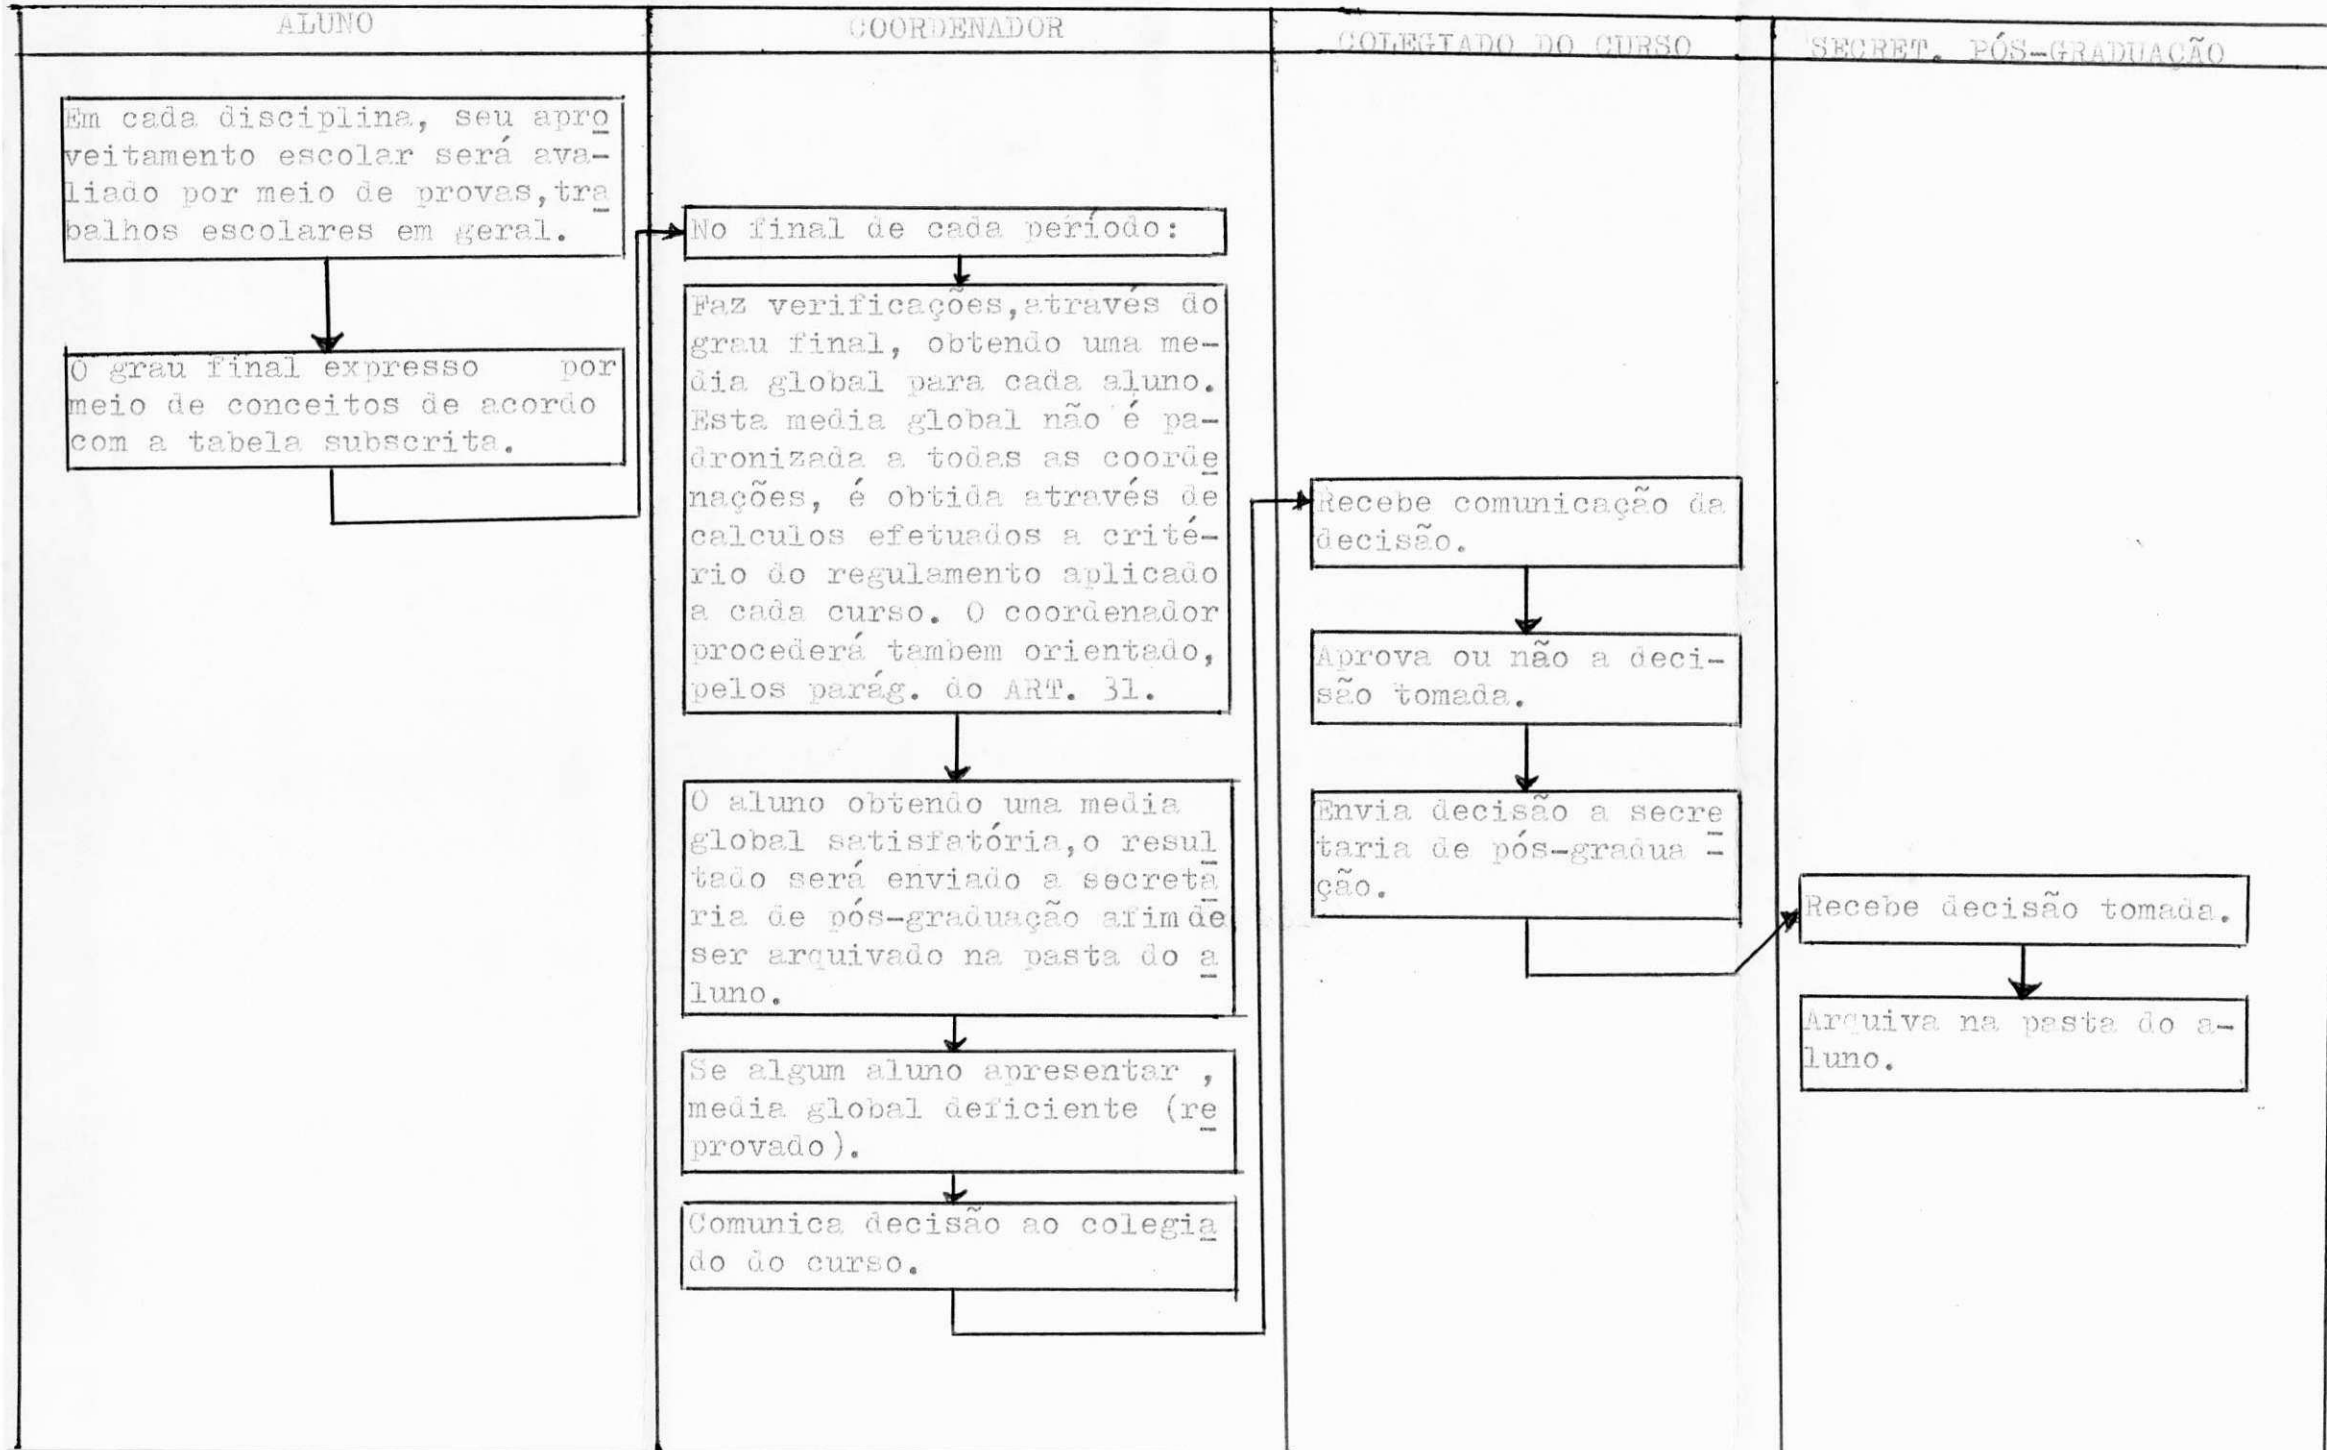 ALUNO
COORDENADOR
COLEGIADO DO CURSO
SECRET. PÓS-GRADUAÇÃO
Em cada disciplina, seu apro
veitamento escolar será ava-
liado por meio de provas,tra
balhos escolares em geral.
O grau final expresso por
meio de conceitos de acordo
com a tabela subscrita.
No final de cada período:
Faz verificações,através do
grau final, obtendo uma me-
dia global para cada aluno.
Esta media global não é pa-
dronizada a todas as coorde
nações, é obtida através de
calculos efetuados a crité-
rio do regulamento aplicado
a cada curso. O coordenador
procederá tambem orientado,
pelos parág. do ART. 31.
O aluno obtendo uma media
global satisfatória,o resul
tado será enviado a secreta
ria de pós-graduação afim de
ser arquivado na pasta do a
luno.
Se algum aluno apresentar ,
media global deficiente (re
provado).
Comunica decisão ao colegia
do do curso.
Recebe comunicação da
decisão.
Aprova ou não a deci-
são tomada.
Envia decisão a secre
taria de pós-gradua -
ção.
Recebe decisão tomada.
Arquiva na pasta do a-
luno.